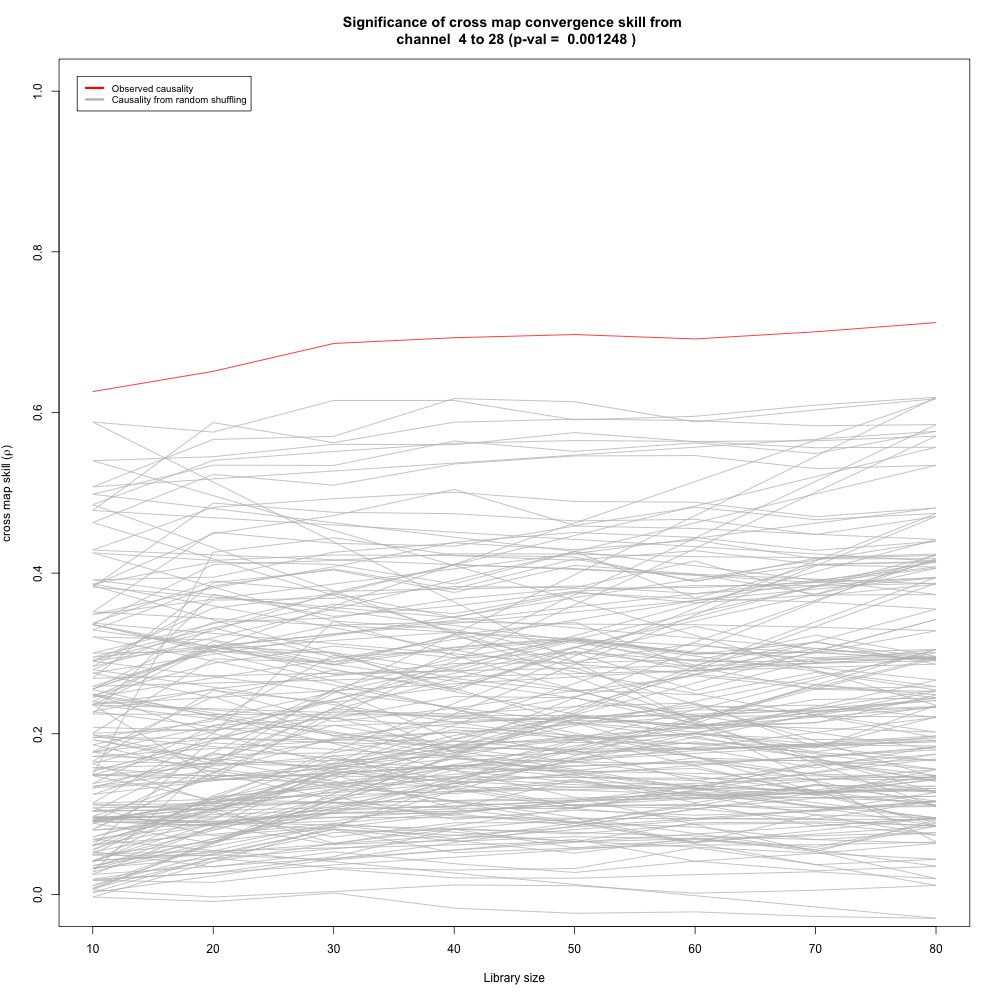 Significance of cross map convergence skill from
channel  4 to 28 (p-val =  0.001248 )
Observed causality
Causality from random shuffling
1.0
0.8
0.6
0.4
0.2
0.0
cross map skill (ρ)
10 20 30 40 50 60 70 80
Library size